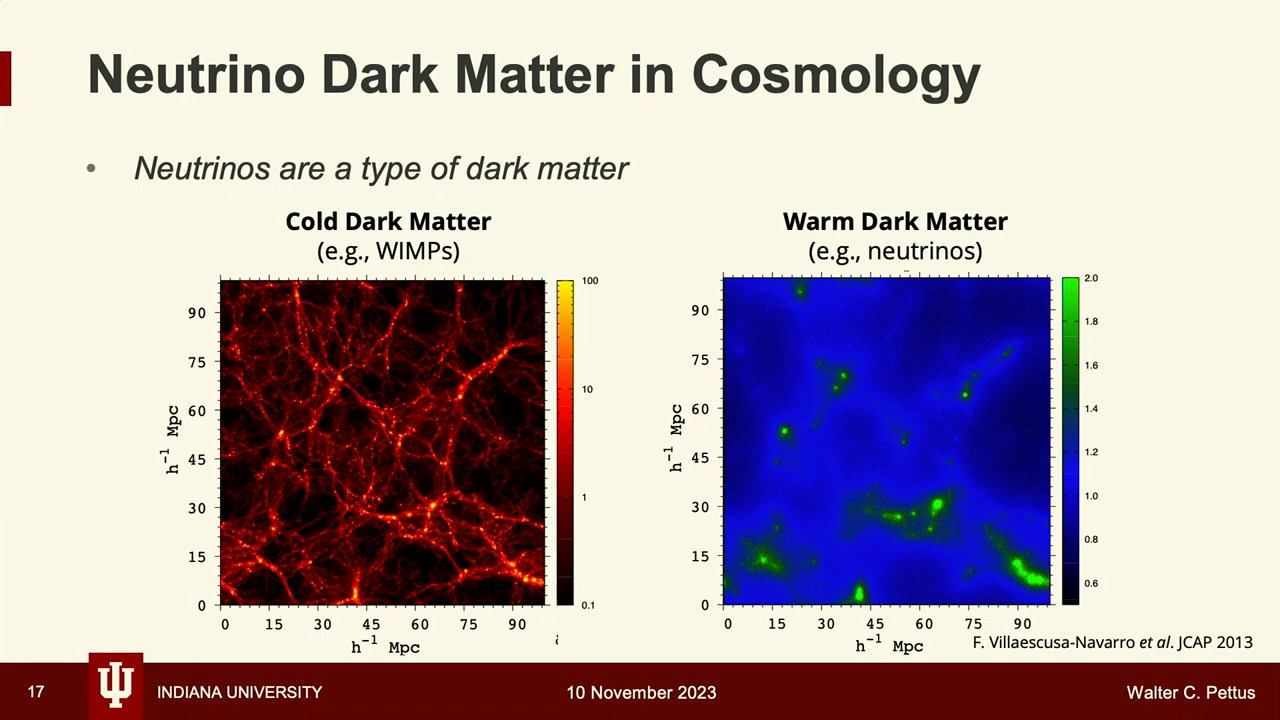 Neutrino Dark Matter in Cosmology
• Neutrinos are a type of dark matter
Cold Dark Matter
(e.g., WIMPs)
90
75
60
45
30
15
0
h⁻¹ Mpc
0 15 30 45 60 75 90
h⁻¹ Mpc
100
10
1
0.1
Warm Dark Matter
(e.g., neutrinos)
90
75
60
45
30
15
0
h⁻¹ Mpc
0 15 30 45 60 75 90
h⁻¹ Mpc
2.0
1.8
1.6
1.4
1.2
1.0
0.8
0.6
F. Villaescusa-Navarro et al. JCAP 2013
17
INDIANA UNIVERSITY
10 November 2023
Walter C. Pettus